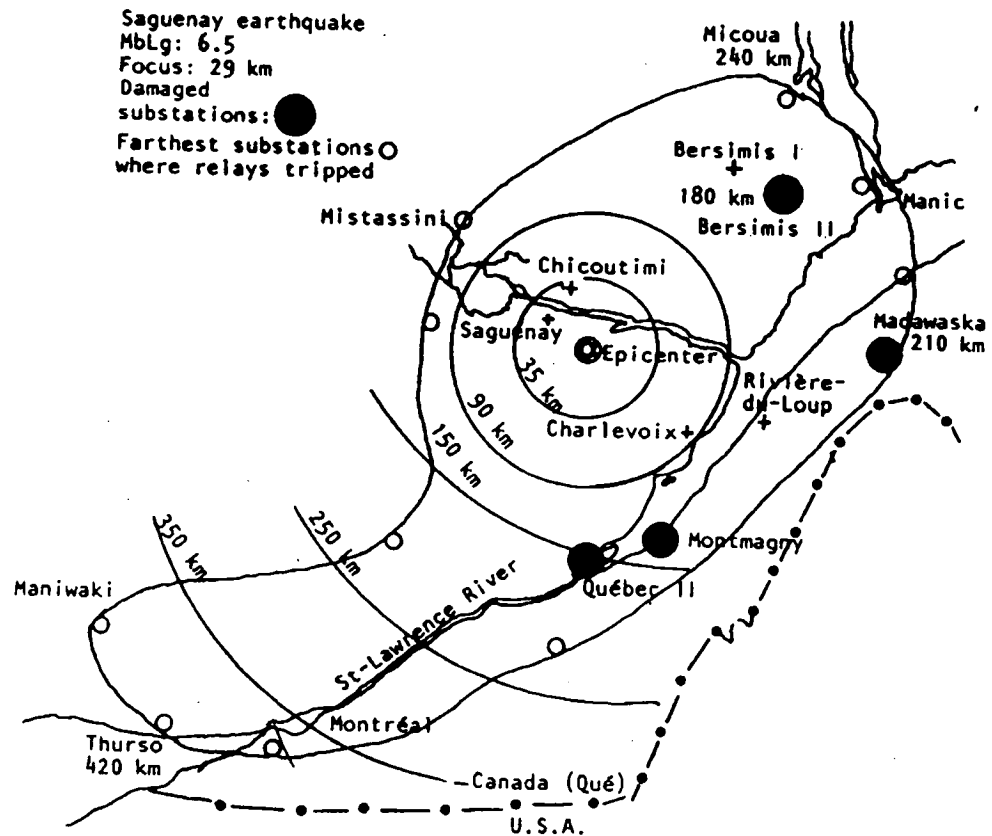 Saguenay earthquake
MbLg: 6.5
Focus: 29 km
Damaged
substations:
Farthest substations
where relays tripped
Micoua
240 km
Bersimis I
180 km
Bersimis II
Manic
Mistassini
Chicoutimi
Saguenay
Epicenter
Madawaska
210 km
35 km
Rivière-
du-Loup
90 km
Charlevoix
150 km
350 km
250 km
Montmagny
Québec II
Maniwaki
St-Lawrence River
Montréal
Thurso
420 km
Canada (Qué)
U.S.A.